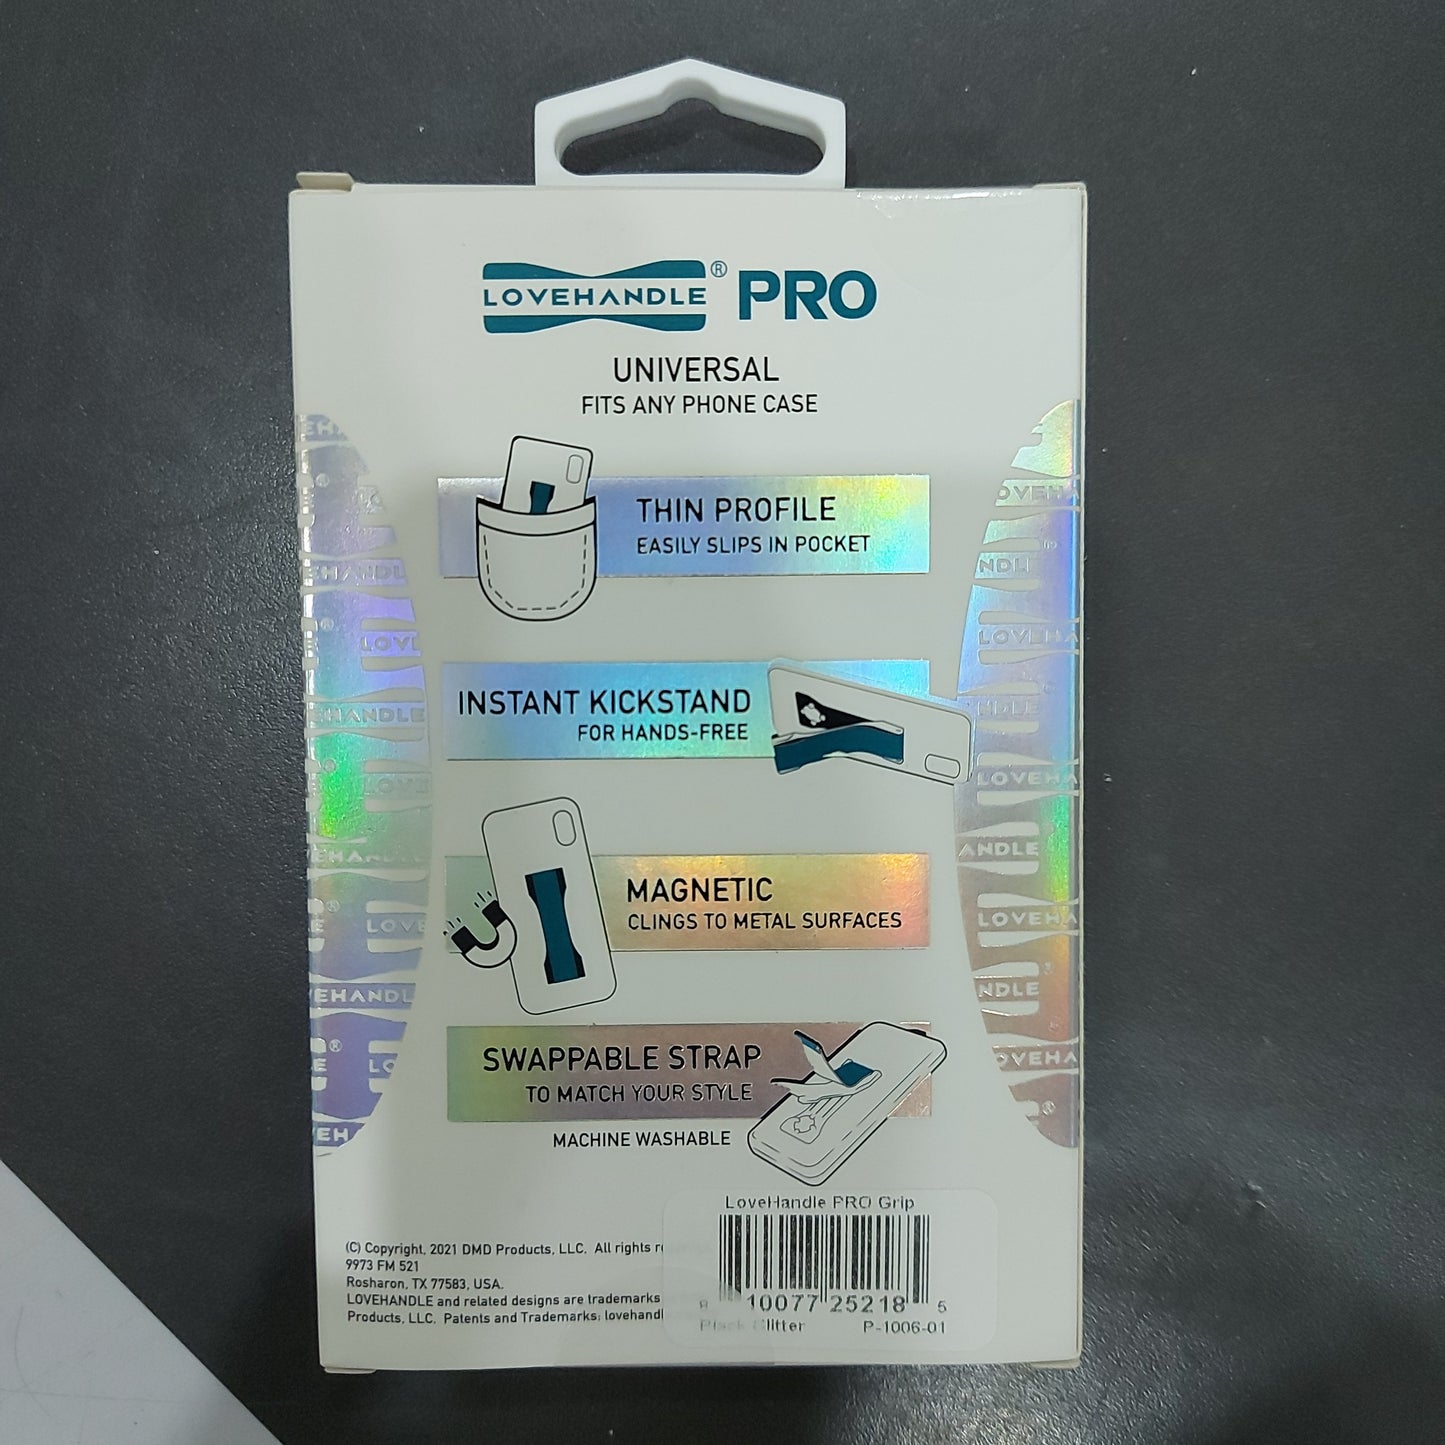 LOVEHANDLE® PRO
UNIVERSAL
FITS ANY PHONE CASE
THIN PROFILE
EASILY SLIPS IN POCKET
INSTANT KICKSTAND
FOR HANDS-FREE
MAGNETIC
CLINGS TO METAL SURFACES
SWAPPABLE STRAP
TO MATCH YOUR STYLE
MACHINE WASHABLE
LoveHandle PRO Grip
(C) Copyright, 2021 DMD Products, LLC. All rights
9973 FM 521
Rosharon, TX 77583, USA.
LOVEHANDLE and related designs are trademarks
Products, LLC. Patents and Trademarks:
8 10077 25218 5
Black Glitter P-1006-01